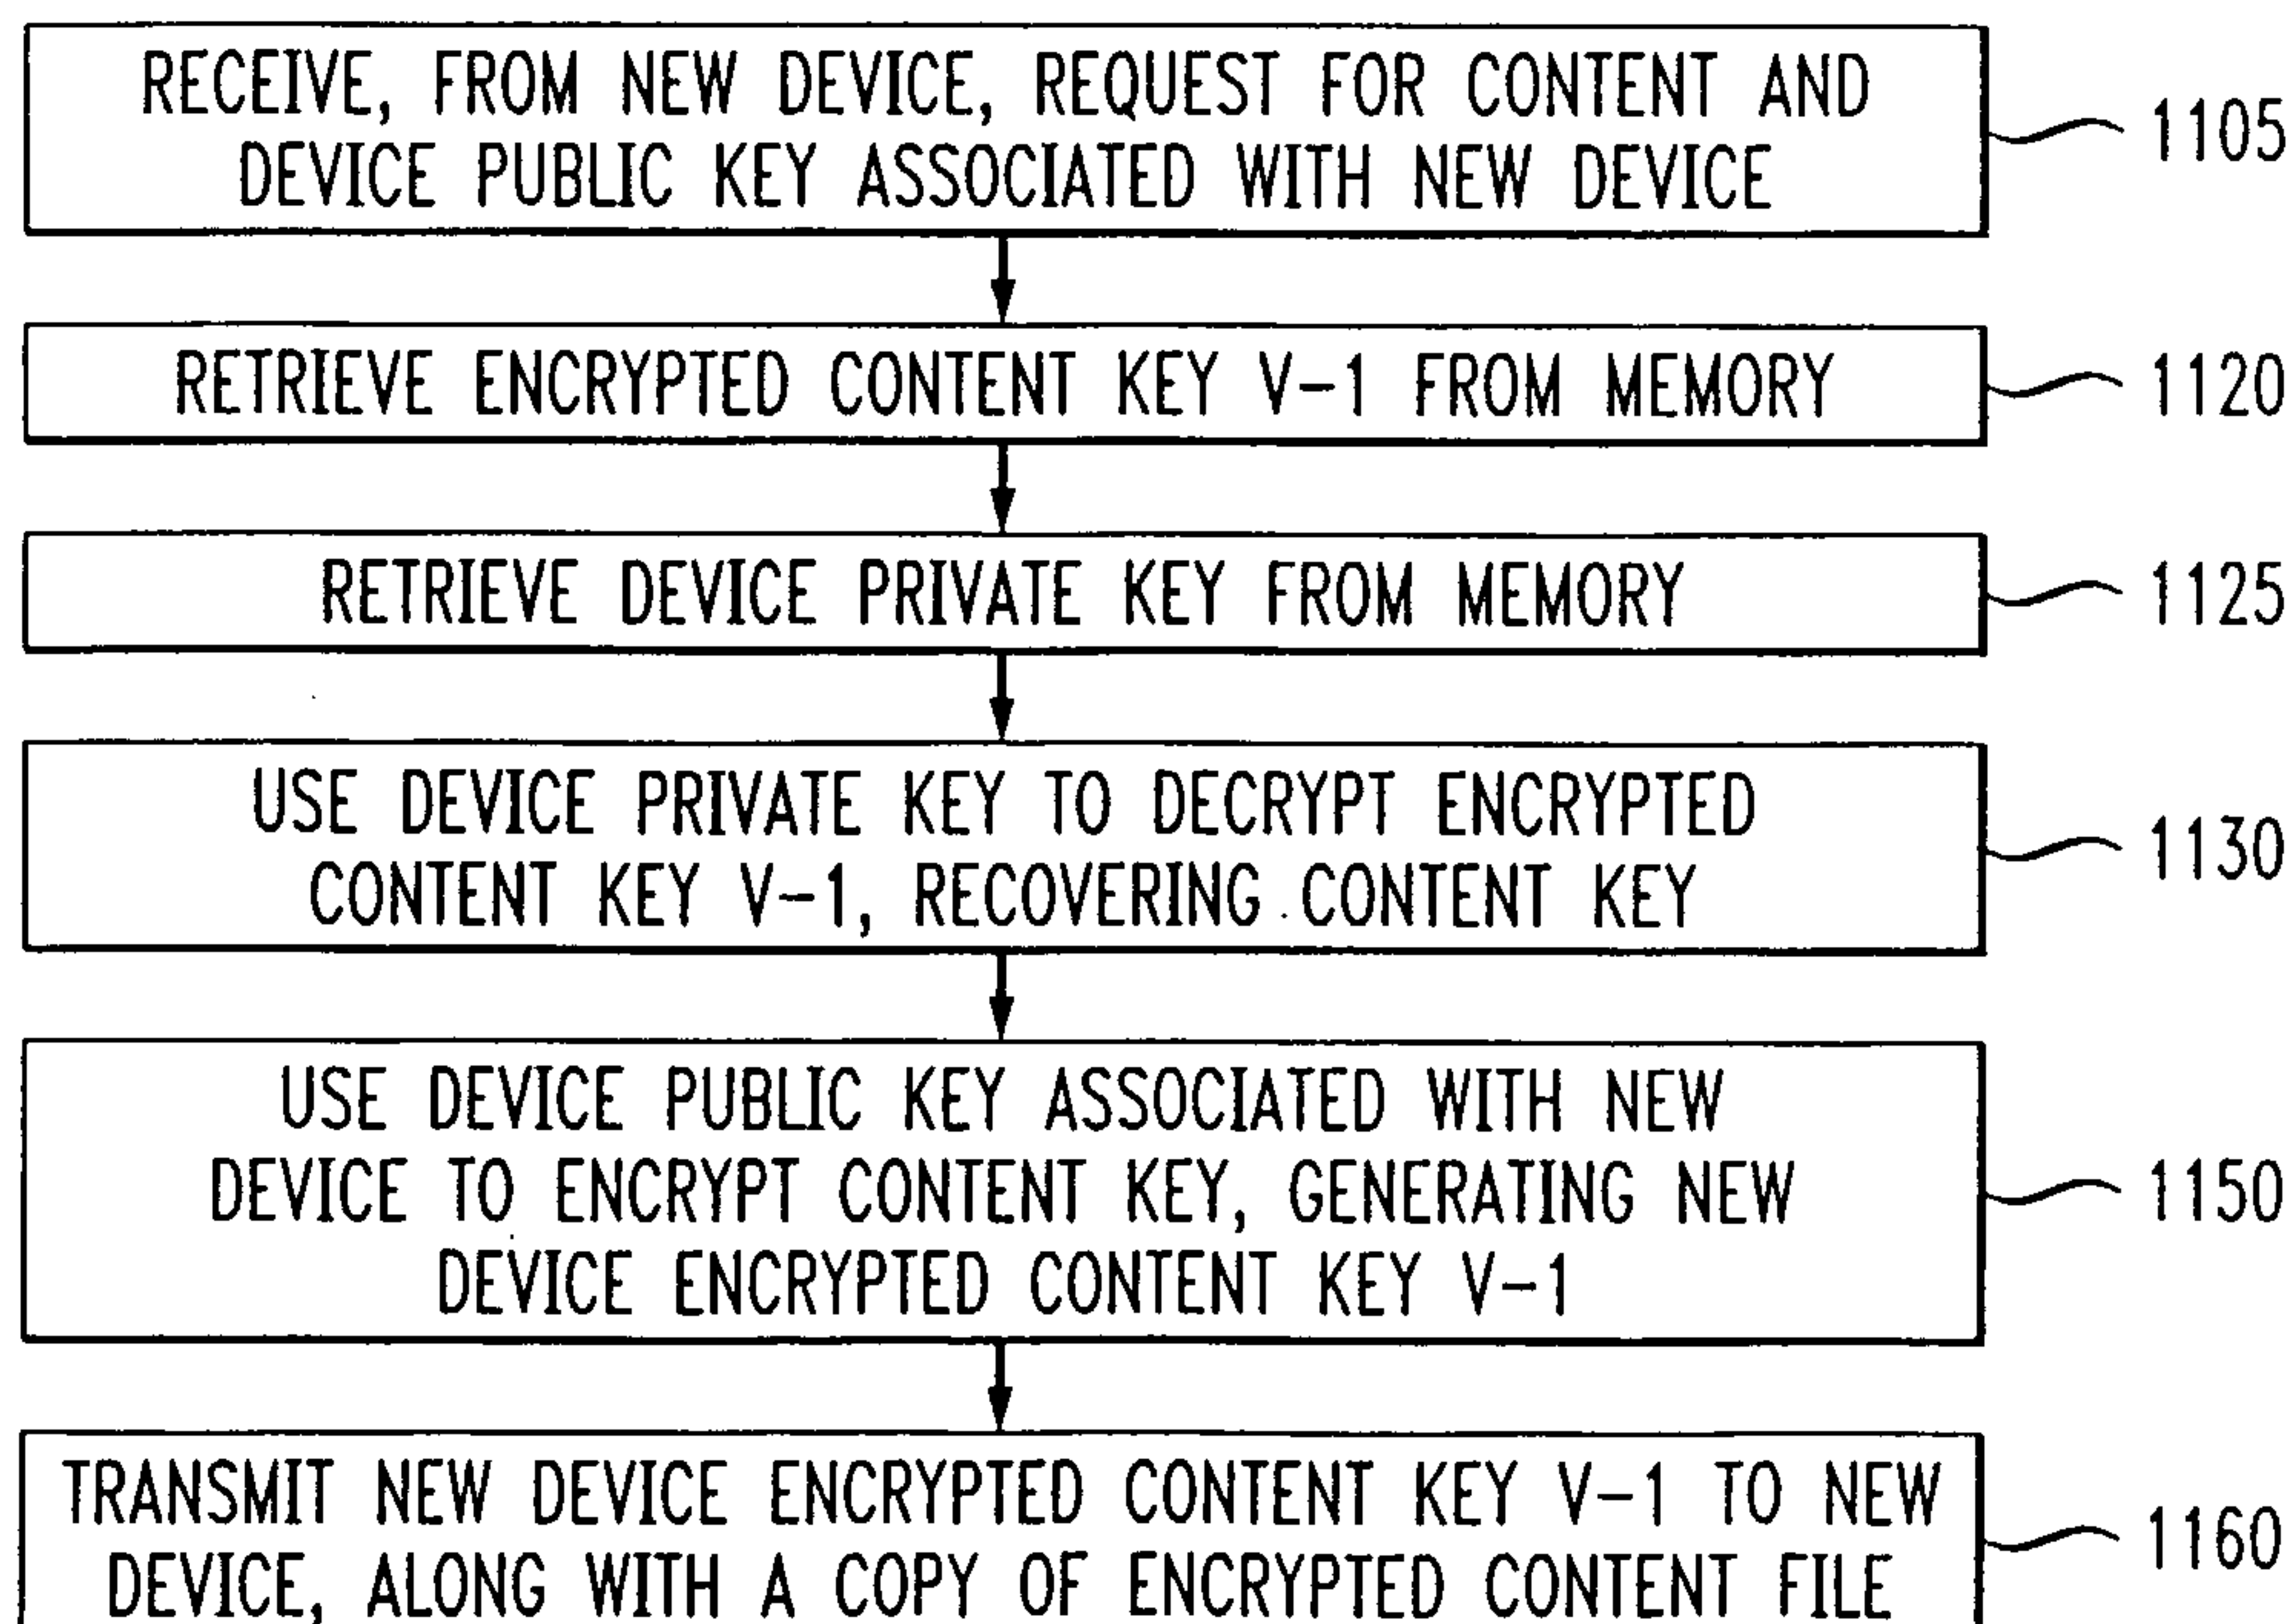 RECEIVE, FROM NEW DEVICE, REQUEST FOR CONTENT AND
DEVICE PUBLIC KEY ASSOCIATED WITH NEW DEVICE
1105
RETRIEVE ENCRYPTED CONTENT KEY V-1 FROM MEMORY
1120
RETRIEVE DEVICE PRIVATE KEY FROM MEMORY
1125
USE DEVICE PRIVATE KEY TO DECRYPT ENCRYPTED
CONTENT KEY V-1, RECOVERING CONTENT KEY
1130
USE DEVICE PUBLIC KEY ASSOCIATED WITH NEW
DEVICE TO ENCRYPT CONTENT KEY, GENERATING NEW
DEVICE ENCRYPTED CONTENT KEY V-1
1150
TRANSMIT NEW DEVICE ENCRYPTED CONTENT KEY V-1 TO NEW
DEVICE, ALONG WITH A COPY OF ENCRYPTED CONTENT FILE
1160